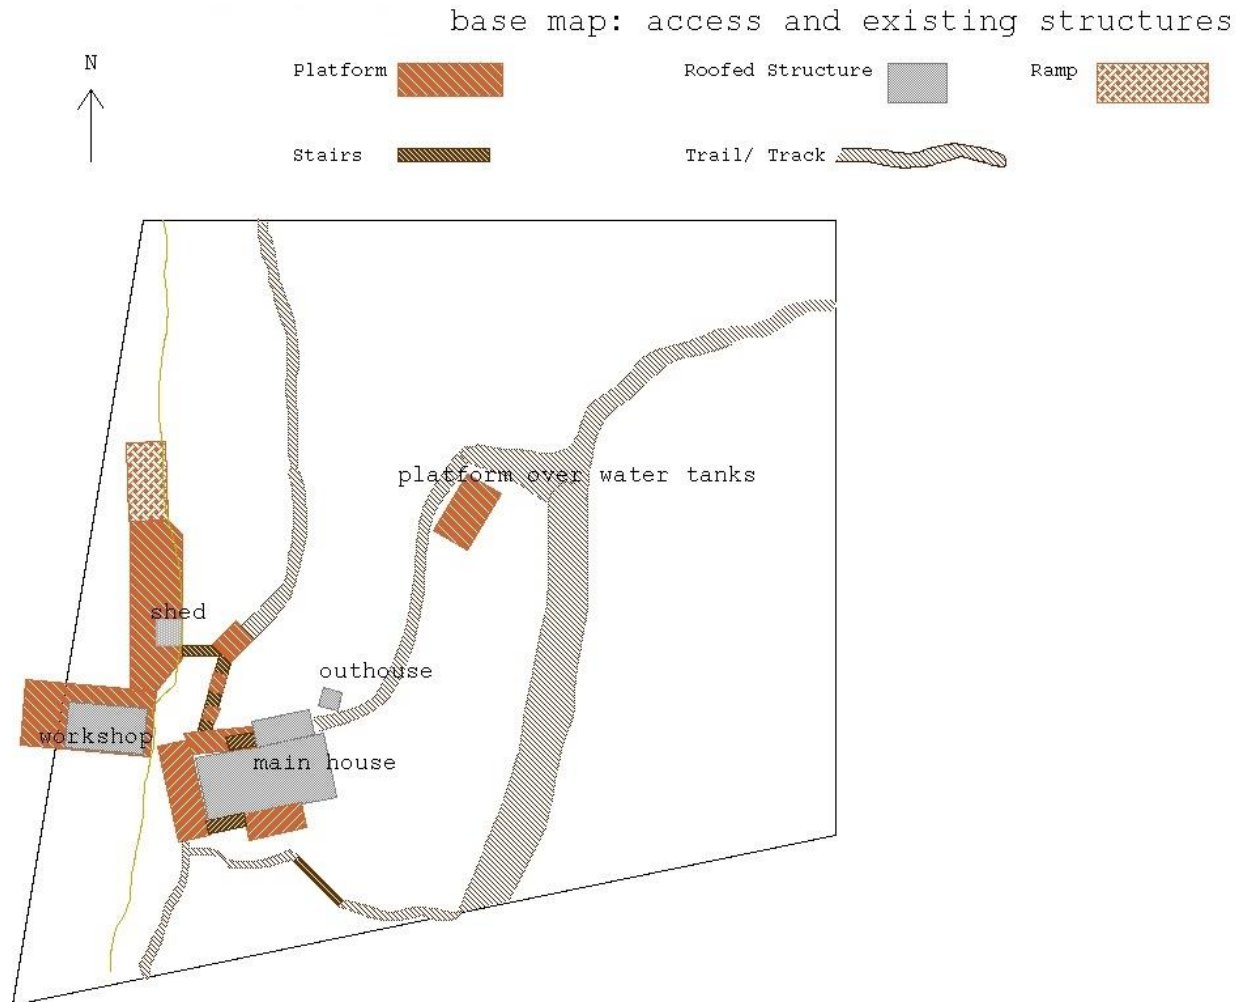 base map: access and existing structures
N
Platform
Roofed Structure
Ramp
Stairs
Trail/ Track
platform over water tanks
shed
outhouse
workshop
main house